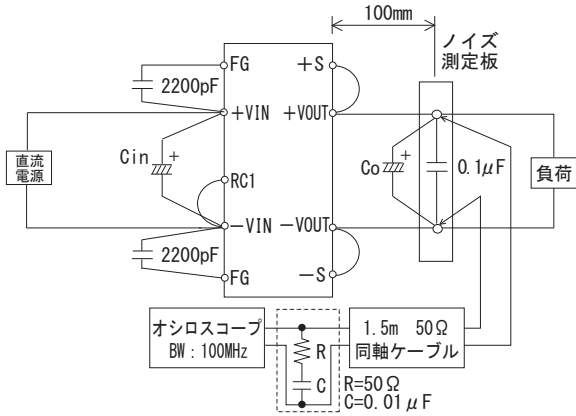 100mm
ノイズ
測定板
FG
+S
2200pF
+VIN
+VOUT
直流
電源
Cin
+
RC1
Co
+
0.1μF
負荷
-VIN
-VOUT
2200pF
FG
-S
オシロスコープ
BW：100MHz
R
C
1.5m 50Ω
同軸ケーブル
R=50Ω
C=0.01μF